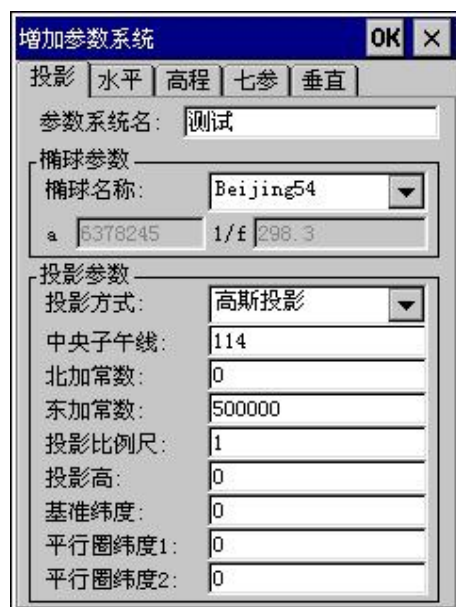 增加参数系统 OK ×
投影 水平 高程 七参 垂直
参数系统名: 测试
椭球参数
椭球名称: Beijing54
a 6378245 1/f 298.3
投影参数
投影方式: 高斯投影
中央子午线: 114
北加常数: 0
东加常数: 500000
投影比例尺: 1
投影高: 0
基准纬度: 0
平行圈纬度1: 0
平行圈纬度2: 0